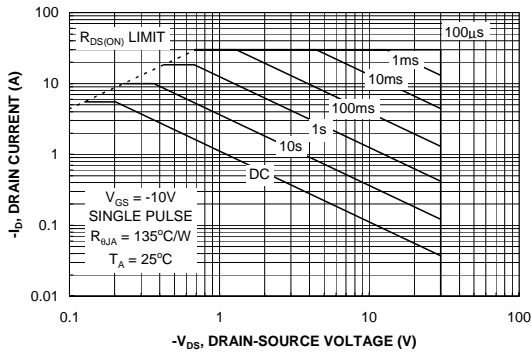 100
10
1
0.1
0.01
0.1
1
10
100
-I_D, DRAIN CURRENT (A)
-V_DS, DRAIN-SOURCE VOLTAGE (V)
R_DS(ON) LIMIT
100µs
1ms
10ms
100ms
1s
10s
DC
V_GS = -10V
SINGLE PULSE
R_θJA = 135°C/W
T_A = 25°C